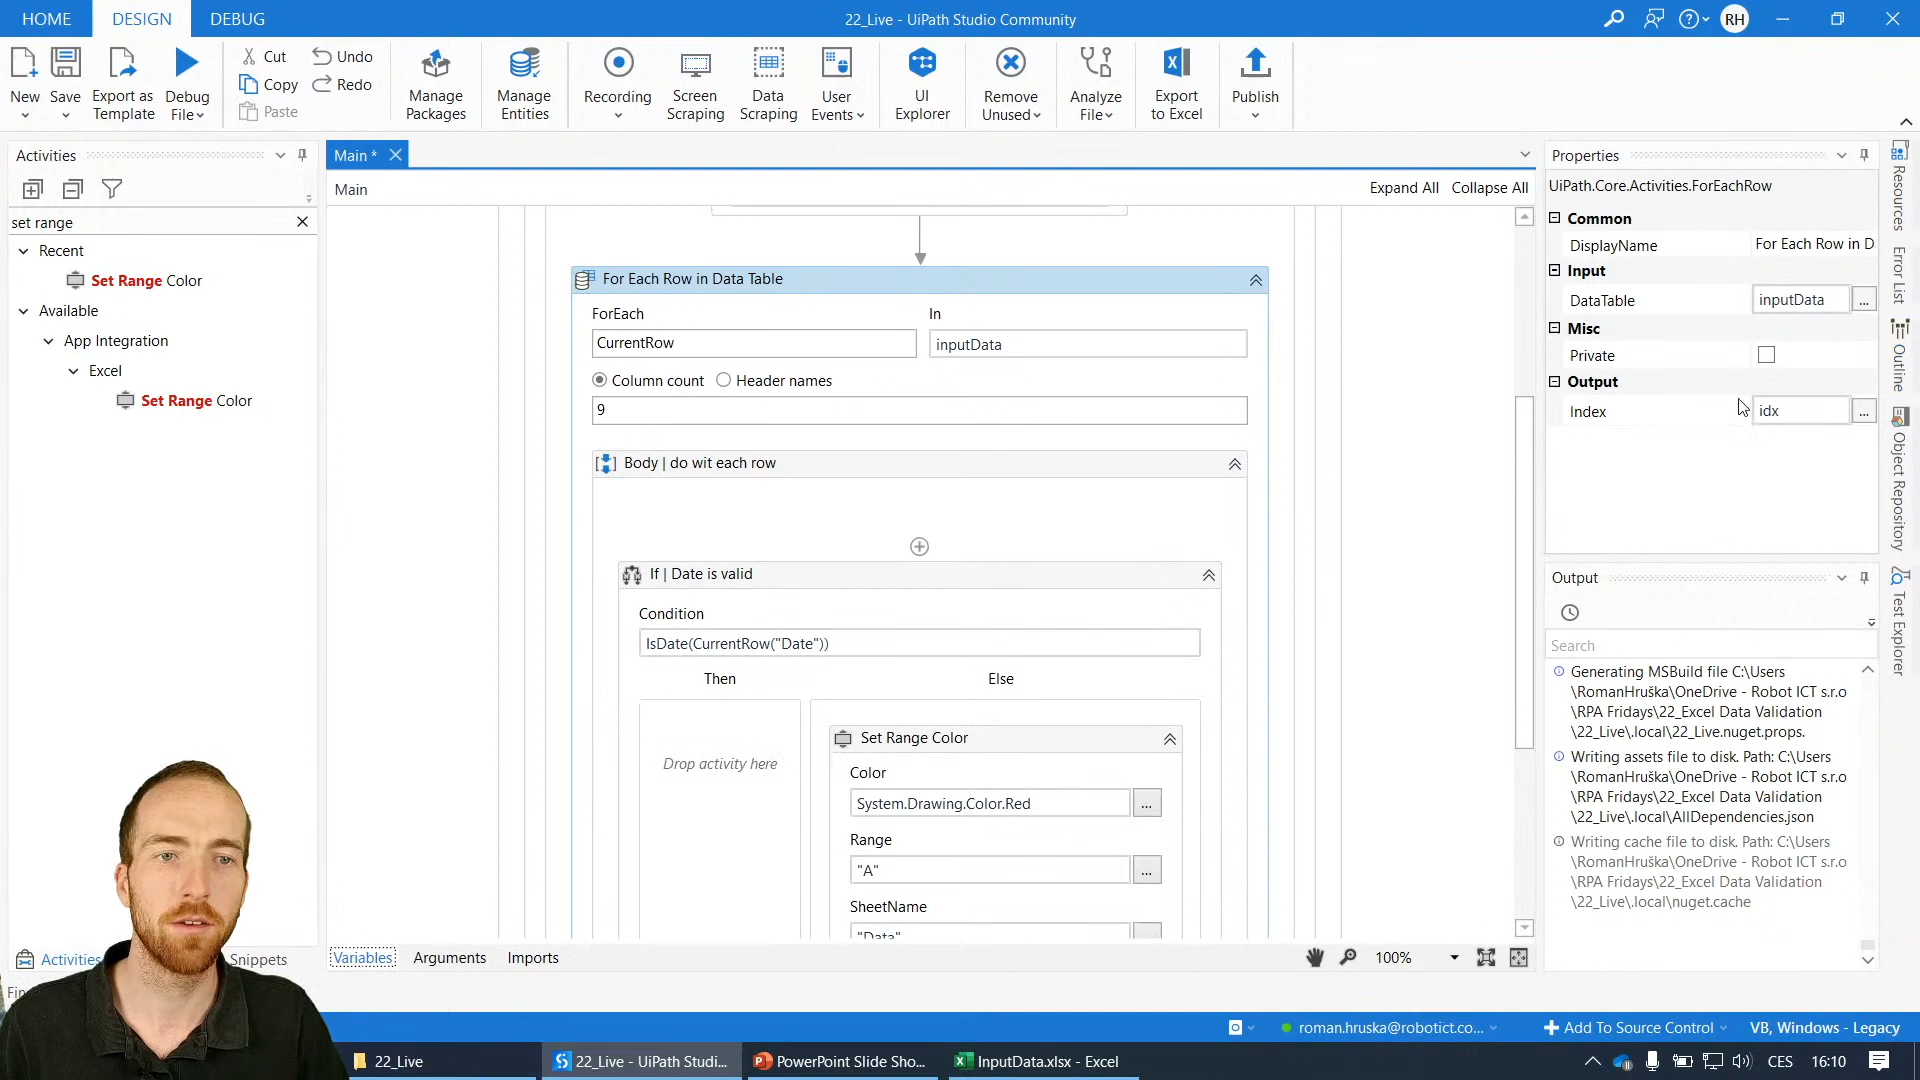 HOME DESIGN DEBUG 22_Live - UiPath Studio Community RH
New Save Export as Template Debug File
Cut Copy Paste Undo Redo
Manage Packages Manage Entities Recording Screen Scraping Data Scraping User Events UI Explorer Remove Unused Analyze File Export to Excel Publish
Activities
set range
Recent
Set Range Color
Available
App Integration
Excel
Set Range Color
Activities Snippets
Main *
Main Expand All Collapse All
For Each Row in Data Table
ForEach In
CurrentRow inputData
Column count Header names
9
Body | do wit each row
If | Date is valid
Condition
IsDate(CurrentRow("Date"))
Then Else
Drop activity here
Set Range Color
Color
System.Drawing.Color.Red ...
Range
"A" ...
SheetName
"Data"
Variables Arguments Imports 100%
Properties
UiPath.Core.Activities.ForEachRow
Common
DisplayName For Each Row in D
Input
DataTable inputData ...
Misc
Private
Output
Index idx ...
Output
Search
Generating MSBuild file C:\Users
\RomanHruška\OneDrive - Robot ICT s.r.o
\RPA Fridays\22_Excel Data Validation
\22_Live\.local\22_Live.nuget.props.
Writing assets file to disk. Path: C:\Users
\RomanHruška\OneDrive - Robot ICT s.r.o
\RPA Fridays\22_Excel Data Validation
\22_Live\.local\AllDependencies.json
Writing cache file to disk. Path: C:\Users
\RomanHruška\OneDrive - Robot ICT s.r.o
\RPA Fridays\22_Excel Data Validation
\22_Live\.local\nuget.cache
Resources
Error List
Outline
Object Repository
Test Explorer
roman.hruska@robotict.co... Add To Source Control VB, Windows - Legacy
22_Live 22_Live - UiPath Studi... PowerPoint Slide Sho... InputData.xlsx - Excel CES 16:10